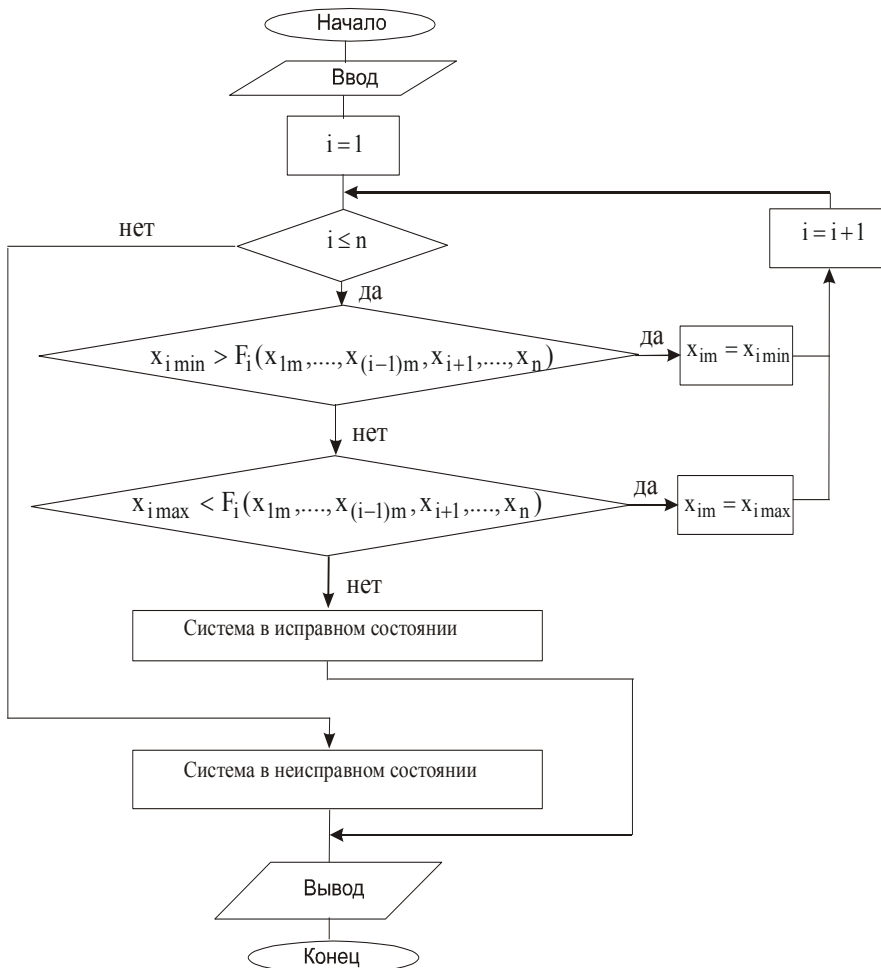 Начало
Ввод
i = 1
нет
i ≤ n
i = i+1
да
x_{i min} > F_i(x_{1m},....,x_{(i−1)m},x_{i+1},....,x_n)
да
x_{im} = x_{i min}
нет
x_{i max} < F_i(x_{1m},....,x_{(i−1)m},x_{i+1},....,x_n)
да
x_{im} = x_{i max}
нет
Система в исправном состоянии
Система в неисправном состоянии
Вывод
Конец